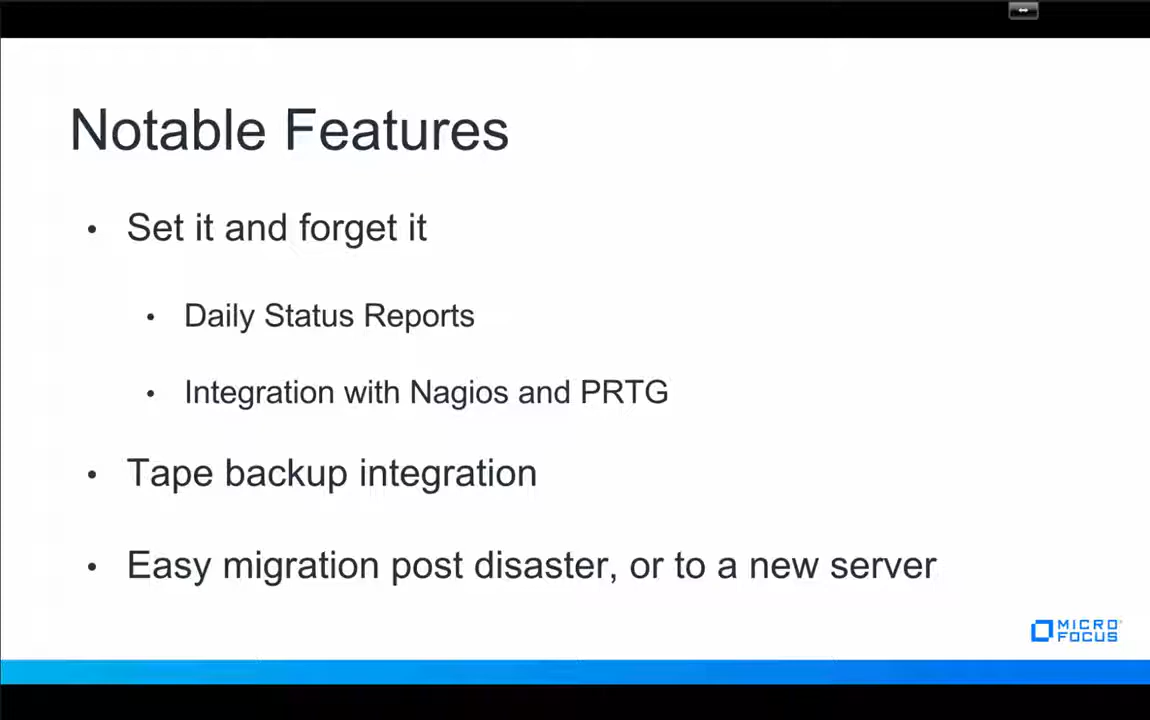 Notable Features
• Set it and forget it
• Daily Status Reports
• Integration with Nagios and PRTG
• Tape backup integration
• Easy migration post disaster, or to a new server
MICRO
FOCUS